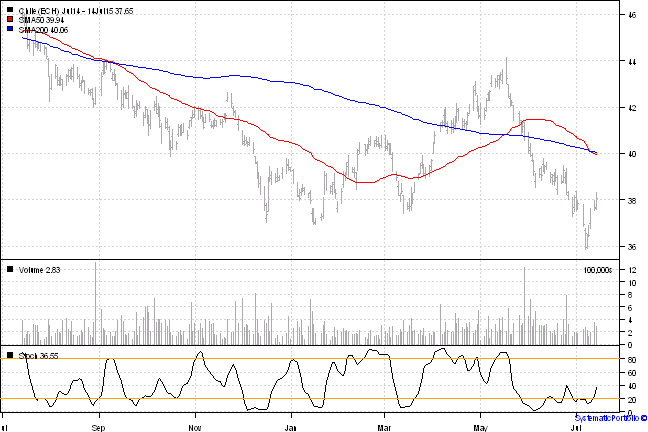 Chile (ECH) Jul14 - 14Jul15 37.65
SMA50 39.94
SMA200 40.06
46
44
42
40
38
36
Volume 2.83
100,000s
12
10
8
6
4
2
0
Stoch 36.55
80
60
40
20
0
ul Sep Nov Jan Mar May Jul
SystematicPortfolio ©